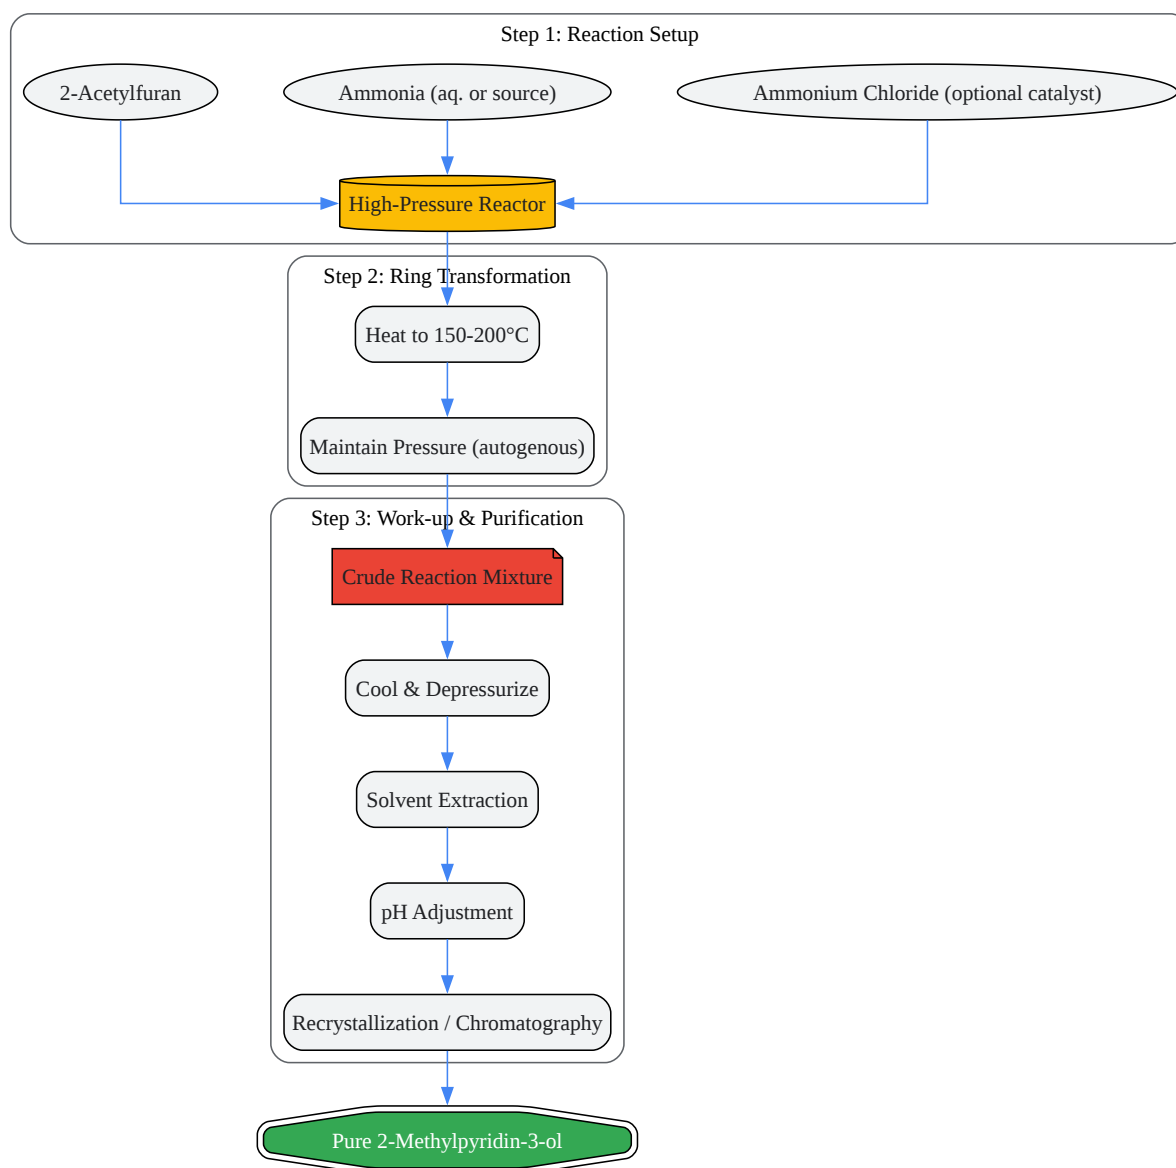 Step 1: Reaction Setup
2-Acetylfuran
Ammonia (aq. or source)
Ammonium Chloride (optional catalyst)
High-Pressure Reactor
Step 2: Ring Transformation
Heat to 150-200°C
Maintain Pressure (autogenous)
Step 3: Work-up & Purification
Crude Reaction Mixture
Cool & Depressurize
Solvent Extraction
pH Adjustment
Recrystallization / Chromatography
Pure 2-Methylpyridin-3-ol